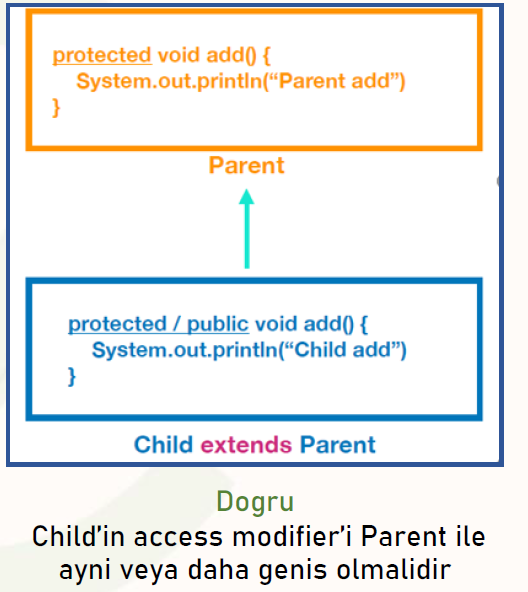 protected void add() {
System.out.println(“Parent add”)
}
Parent
protected / public void add() {
System.out.println(“Child add”)
}
Child extends Parent
Dogru
Child’in access modifier’i Parent ile
ayni veya daha genis olmalidir